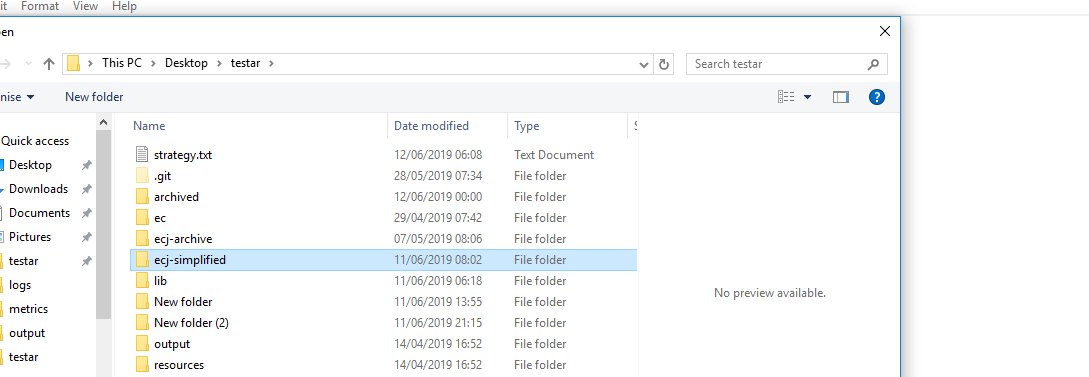 it Format View Help
pen
This PC > Desktop > testar >
Search testar
nise New folder
Name Date modified Type S
Quick access
Desktop
Downloads
Documents
Pictures
testar
logs
metrics
output
testar
strategy.txt 12/06/2019 06:08 Text Document
.git 28/05/2019 07:34 File folder
archived 12/06/2019 00:00 File folder
ec 29/04/2019 07:42 File folder
ecj-archive 07/05/2019 08:06 File folder
ecj-simplified 11/06/2019 08:02 File folder
lib 11/06/2019 06:18 File folder
New folder 11/06/2019 13:55 File folder
New folder (2) 11/06/2019 21:15 File folder
output 14/04/2019 16:52 File folder
resources 14/04/2019 16:52 File folder
No preview available.